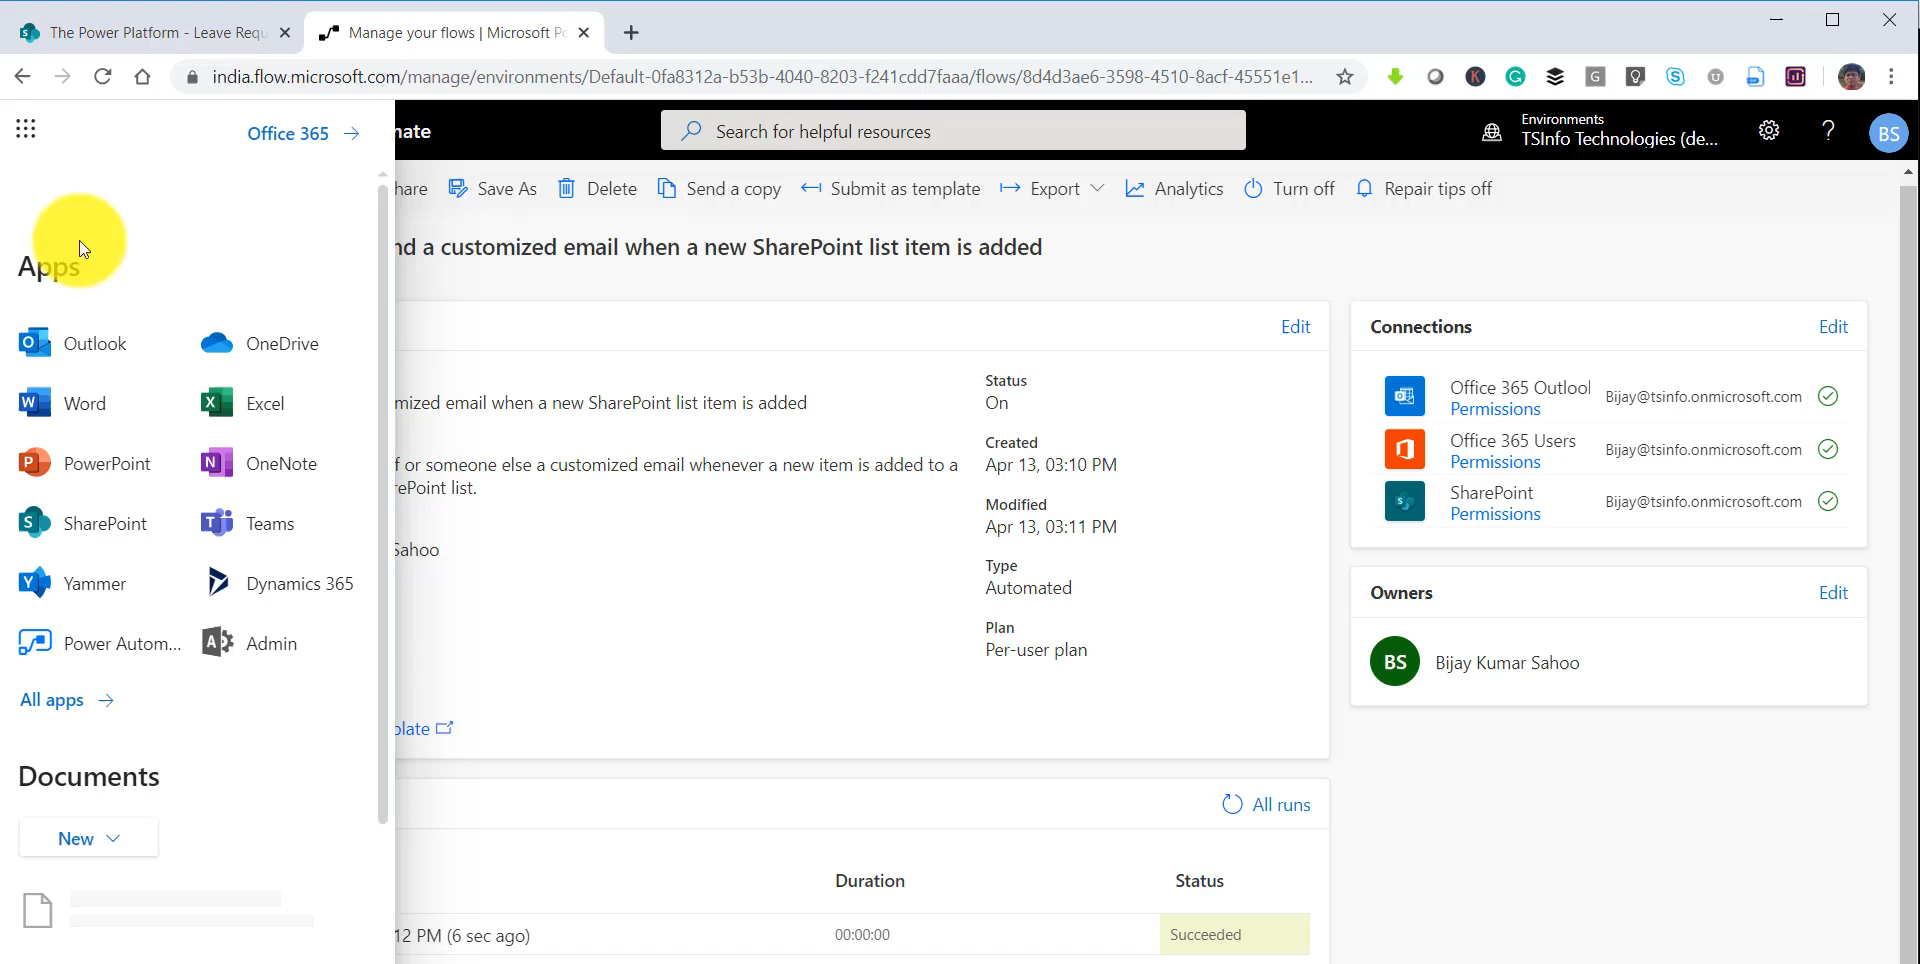 The Power Platform - Leave Requ
Manage your flows | Microsoft Po
india.flow.microsoft.com/manage/environments/Default-0fa8312a-b53b-4040-8203-f241cdd7faaa/flows/8d4d3ae6-3598-4510-8acf-45551e1...
Office 365
nate
Search for helpful resources
Environments
TSInfo Technologies (de...
BS
hare
Save As
Delete
Send a copy
Submit as template
Export
Analytics
Turn off
Repair tips off
nd a customized email when a new SharePoint list item is added
Apps
Outlook
OneDrive
Word
Excel
PowerPoint
OneNote
SharePoint
Teams
Yammer
Dynamics 365
Power Autom...
Admin
All apps
Documents
New
Edit
mized email when a new SharePoint list item is added
f or someone else a customized email whenever a new item is added to a
rePoint list.
Sahoo
plate
Status
On
Created
Apr 13, 03:10 PM
Modified
Apr 13, 03:11 PM
Type
Automated
Plan
Per-user plan
Connections
Edit
Office 365 Outlool
Permissions
Bijay@tsinfo.onmicrosoft.com
Office 365 Users
Permissions
Bijay@tsinfo.onmicrosoft.com
SharePoint
Permissions
Bijay@tsinfo.onmicrosoft.com
Owners
Edit
BS
Bijay Kumar Sahoo
All runs
Duration
Status
12 PM (6 sec ago)
00:00:00
Succeeded